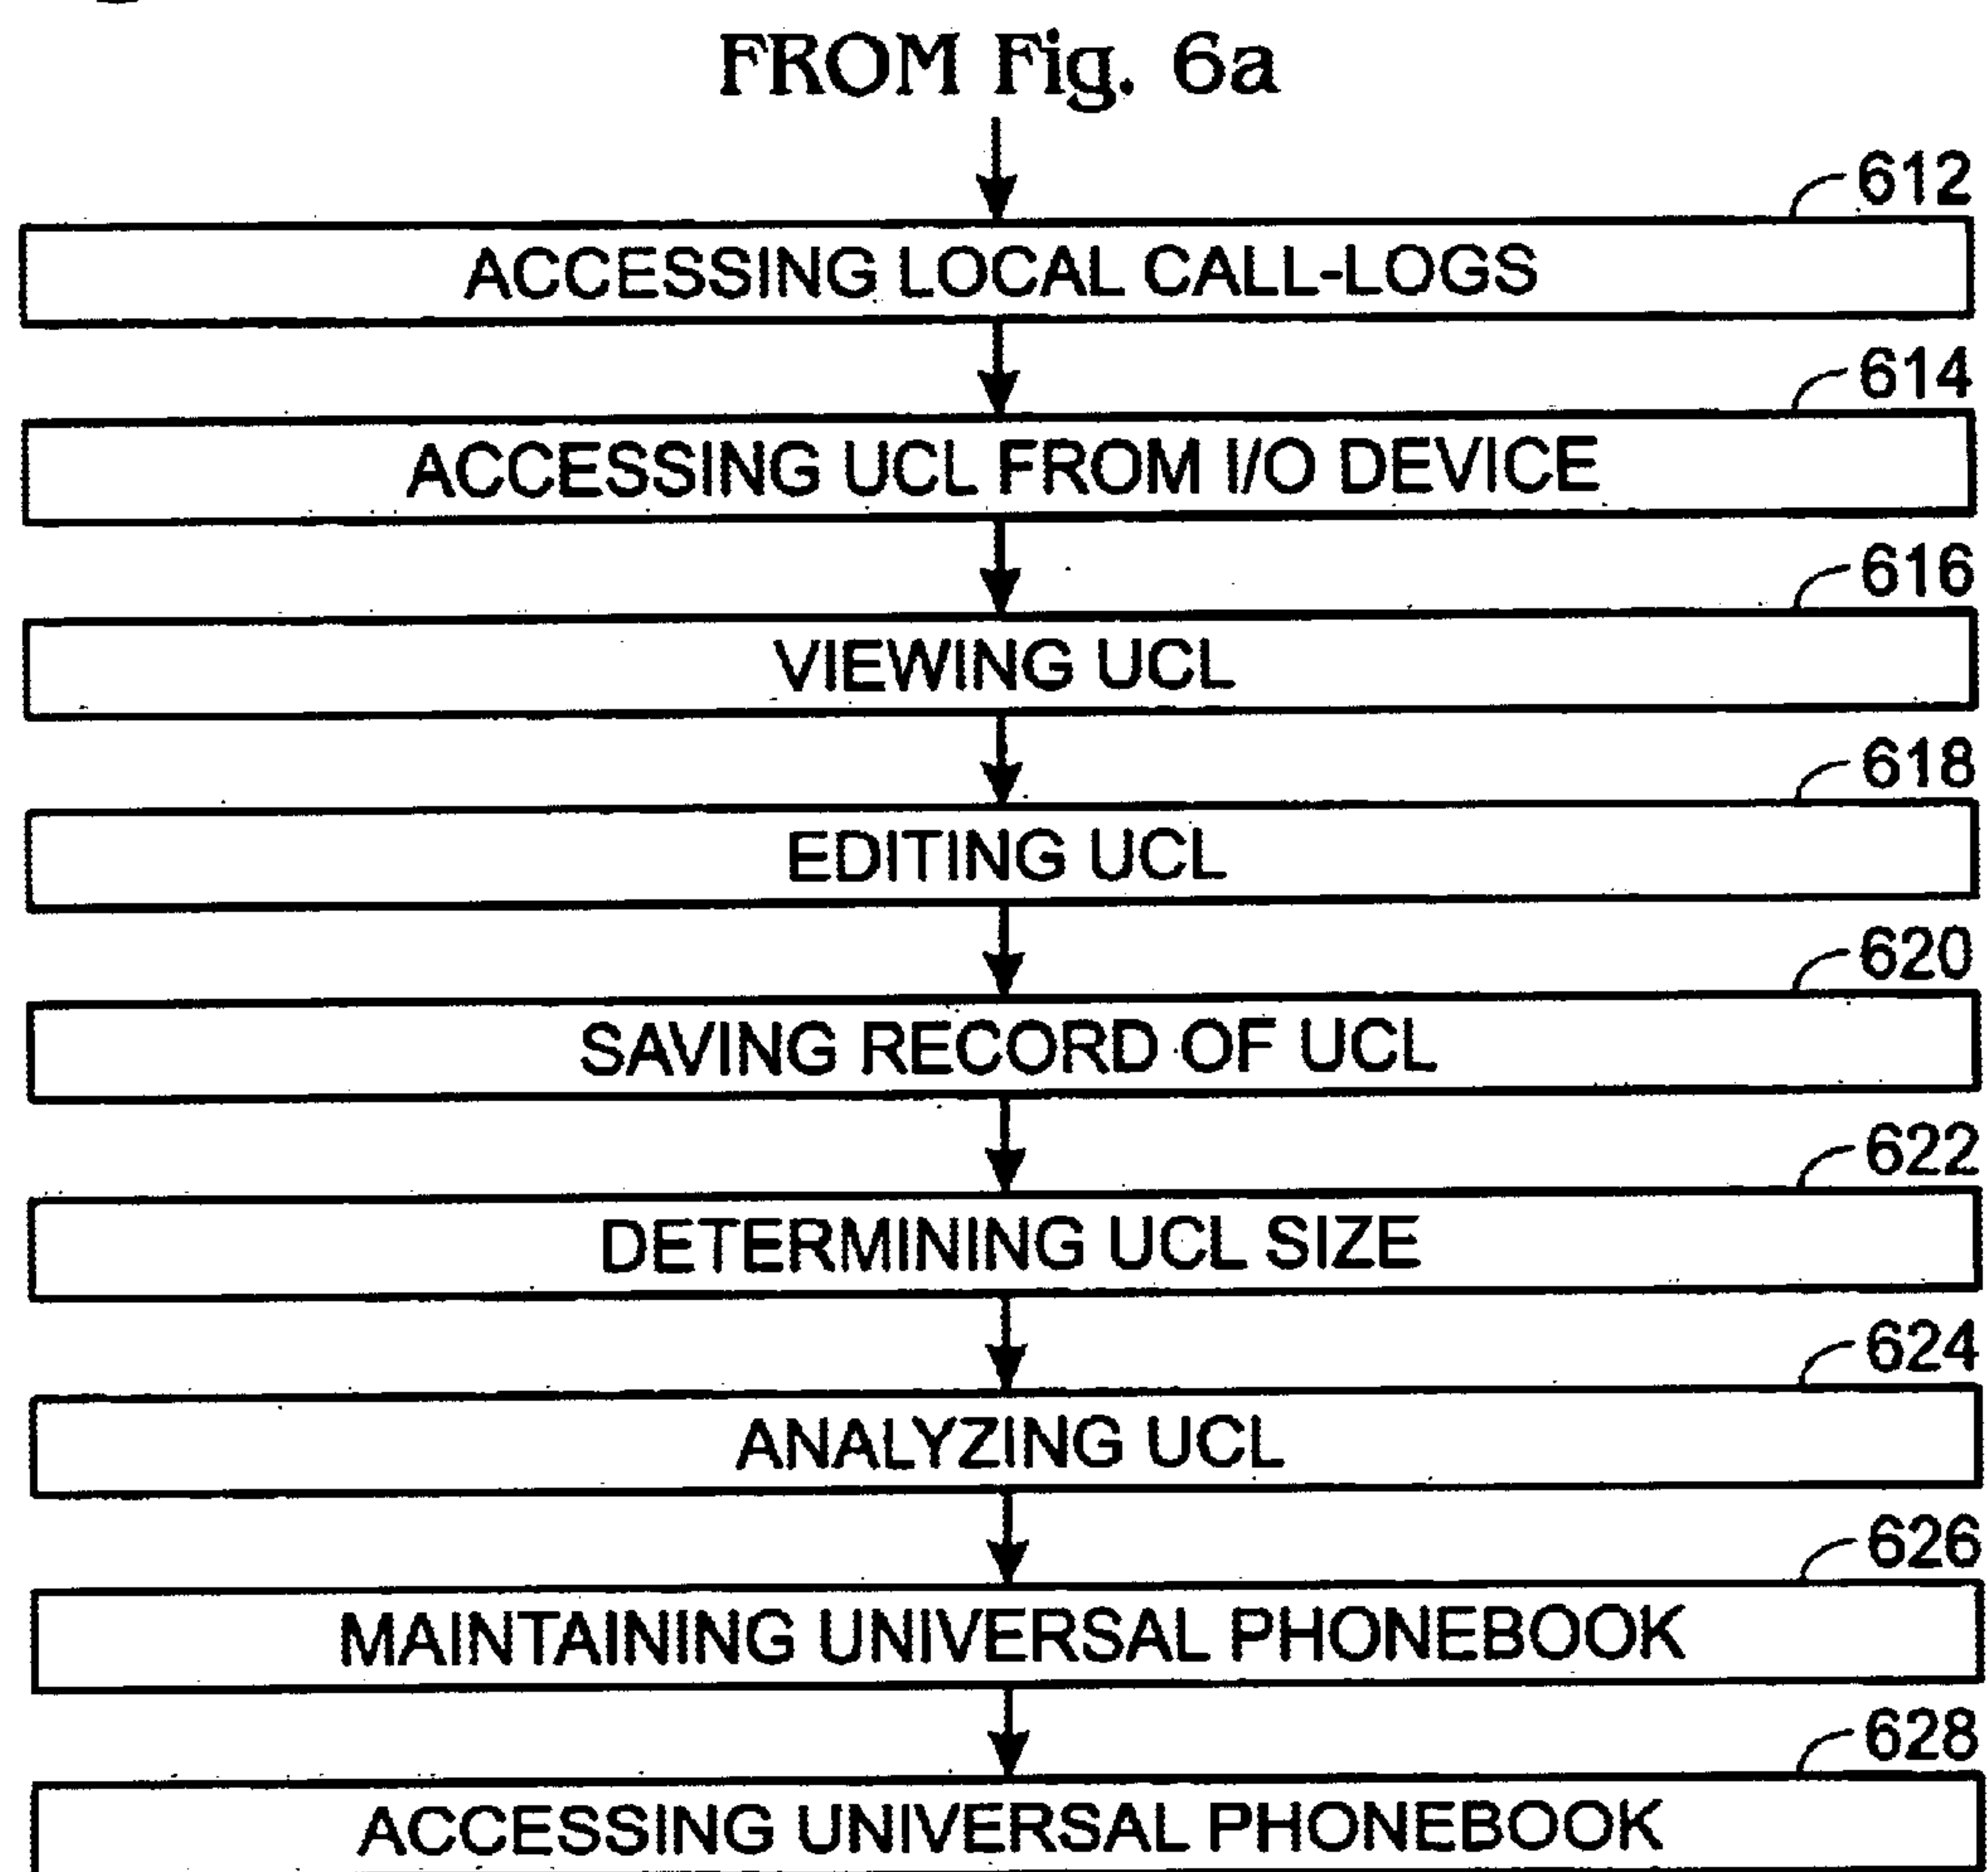 FROM Fig. 6a
612
ACCESSING LOCAL CALL-LOGS
614
ACCESSING UCL FROM I/O DEVICE
616
VIEWING UCL
618
EDITING UCL
620
SAVING RECORD OF UCL
622
DETERMINING UCL SIZE
624
ANALYZING UCL
626
MAINTAINING UNIVERSAL PHONEBOOK
628
ACCESSING UNIVERSAL PHONEBOOK